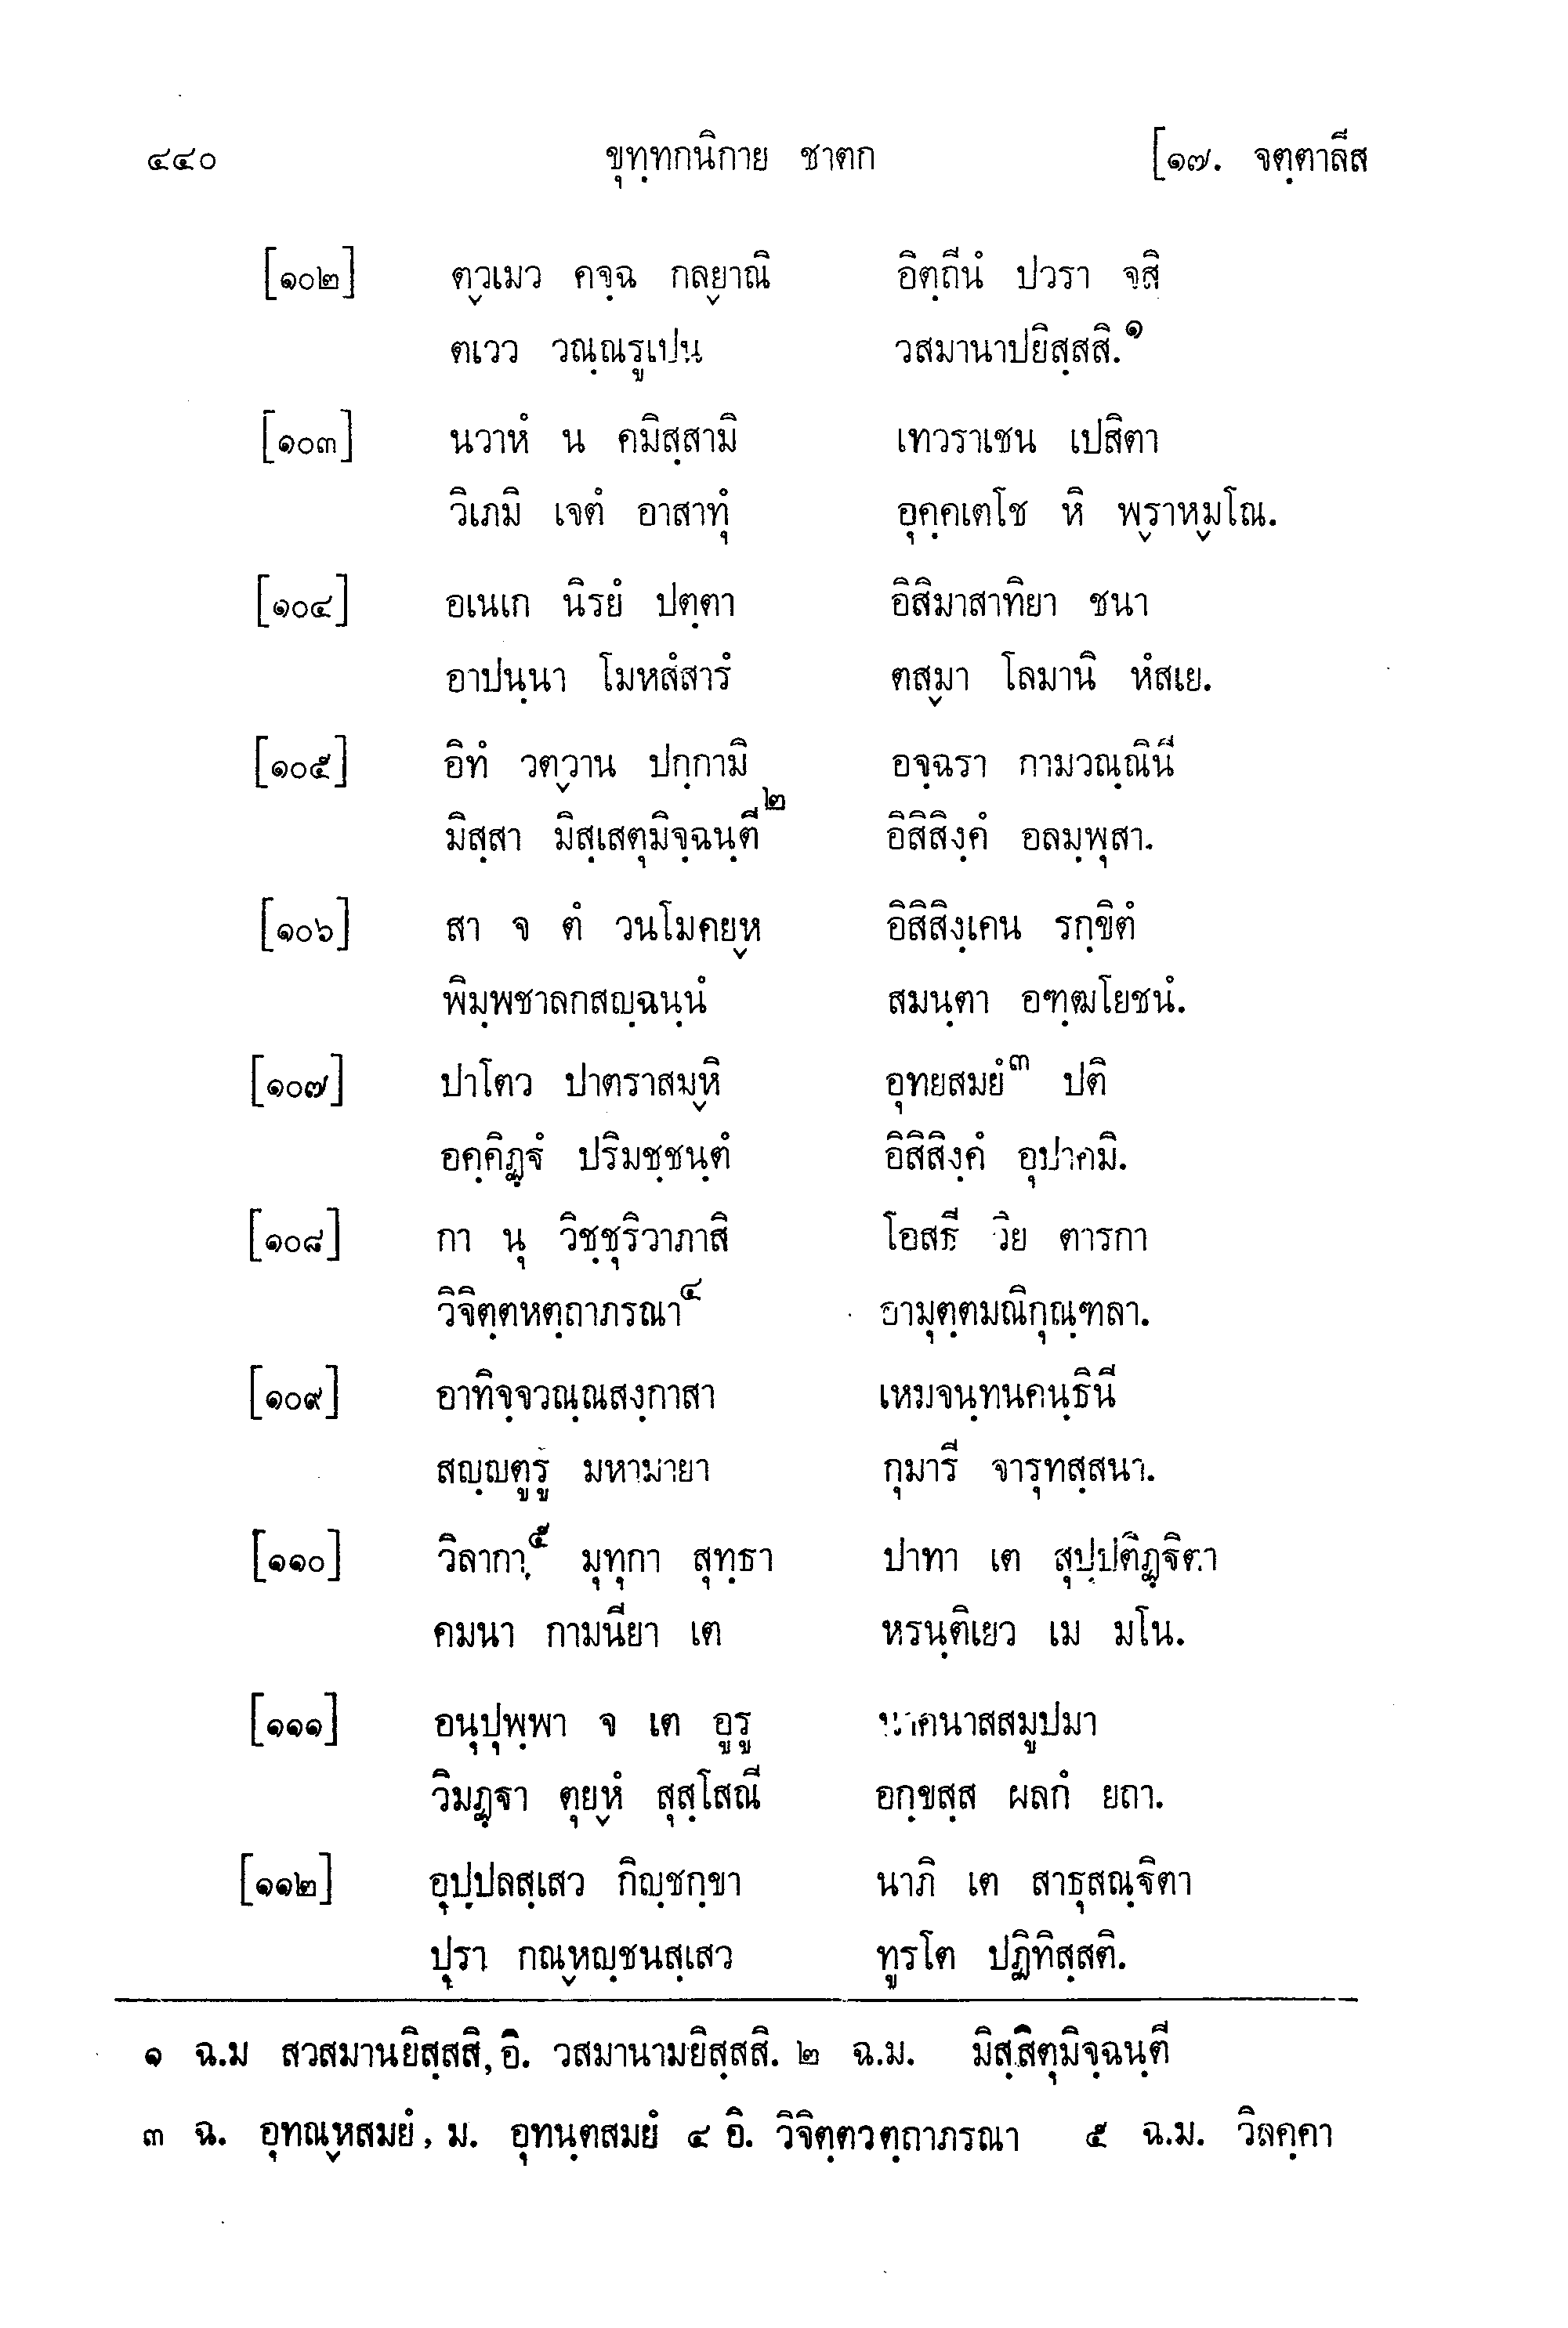 ๔๔๐ ขุทฺทกนิกาย ชาตก [๑๗. จตฺตาลีส
[๑๐๒] ตฺวเมว คจฺฉ กลฺยาณิ อิตฺถีนํ ปวรา จสิ
ตเวว วณฺณรูเปน วสมานาปยิสฺสสิ.๑
[๑๐๓] นวาหํ น คมิสฺสามิ เทวราเชน เปสิตา
วิเภมิ เจตํ อาสาทุํ อุคฺคเตโช หิ พฺราหฺมโณ.
[๑๐๔] อเนเก นิรยํ ปตฺตา อิสิมาสาทิยา ชนา
อาปนฺนา โมหสํสารํ ตสฺมา โลมานิ หํสเย.
[๑๐๕] อิทํ วตฺวาน ปกฺกามิ อจฺฉรา กามวณฺณินี
มิสฺสา มิสฺเสตุมิจฺฉนฺตี๒ อิสิสิงฺคํ อลมฺพุสา.
[๑๐๖] สา จ ตํ วนโมคยฺห อิสิสิงฺเคน รกฺขิตํ
พิมฺพชาลกสญฺฉนฺนํ สมนฺตา อฑฺฒโยชนํ.
[๑๐๗] ปาโตว ปาตราสมฺหิ อุทยสมยํ๓ ปติ
อคฺคิฏฺฐํ ปริมชฺชนฺตํ อิสิสิงฺคํ อุปาคมิ.
[๑๐๘] กา นุ วิชฺชุริวาภาสิ โอสธี วิย ตารกา
วิจิตฺตหตฺถาภรณา๔ อามุตฺตมณิกุณฺฑลา.
[๑๐๙] อาทิจฺจวณฺณสงฺกาสา เหมจนฺทนคนฺธินี
สญฺญตูรู มหามายา กุมารี จารุทสฺสนา.
[๑๑๐] วิลากา๕ มุทุกา สุทฺธา ปาทา เต สุปฺปติฏฺฐิตา
คมนา กามนียา เต หรนฺติเยว เม มโน.
[๑๑๑] อนุปุพฺพา จ เต อูรู นาคนาสสมูปมา
วิมฏฺฐา ตุยฺหํ สุสฺโสณี อกฺขสฺส ผลกํ ยถา.
[๑๑๒] อุปฺปลสฺเสว กิญฺชกฺขา นาภิ เต สาธุสณฺฐิตา
ปุรา กณฺหญฺชนสฺเสว ทูรโต ปฏิทิสฺสติ.
๑ ฉ.ม สวสมานยิสฺสสิ, อิ. วสมานามยิสฺสสิ. ๒ ฉ.ม. มิสฺสิตุมิจฺฉนฺตี
๓ ฉ. อุทณฺหสมยํ, ม. อุทนฺตสมยํ ๔ อิ. วิจิตฺตวตฺถาภรณา ๕ ฉ.ม. วิลคฺคา